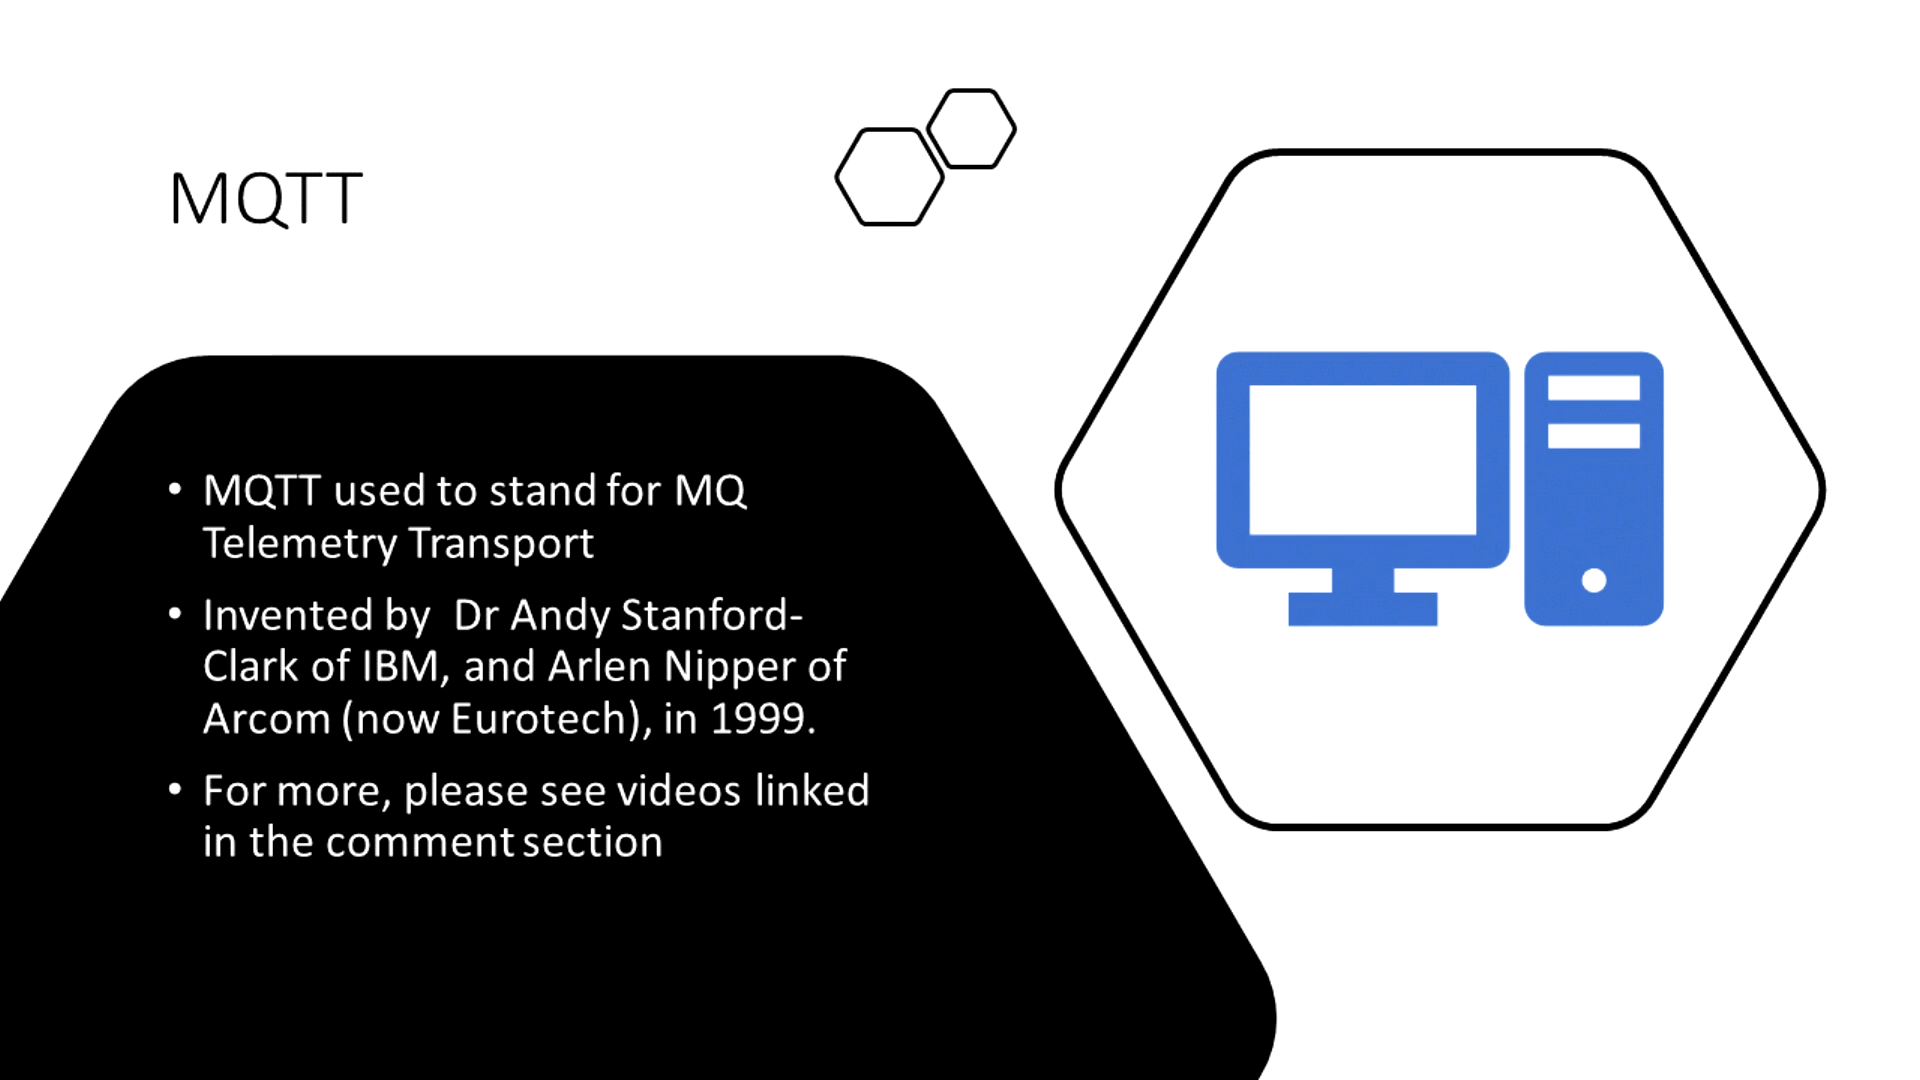 MQTT
• MQTT used to stand for MQ
Telemetry Transport
• Invented by  Dr Andy Stanford-
Clark of IBM, and Arlen Nipper of
Arcom (now Eurotech), in 1999.
• For more, please see videos linked
in the comment section